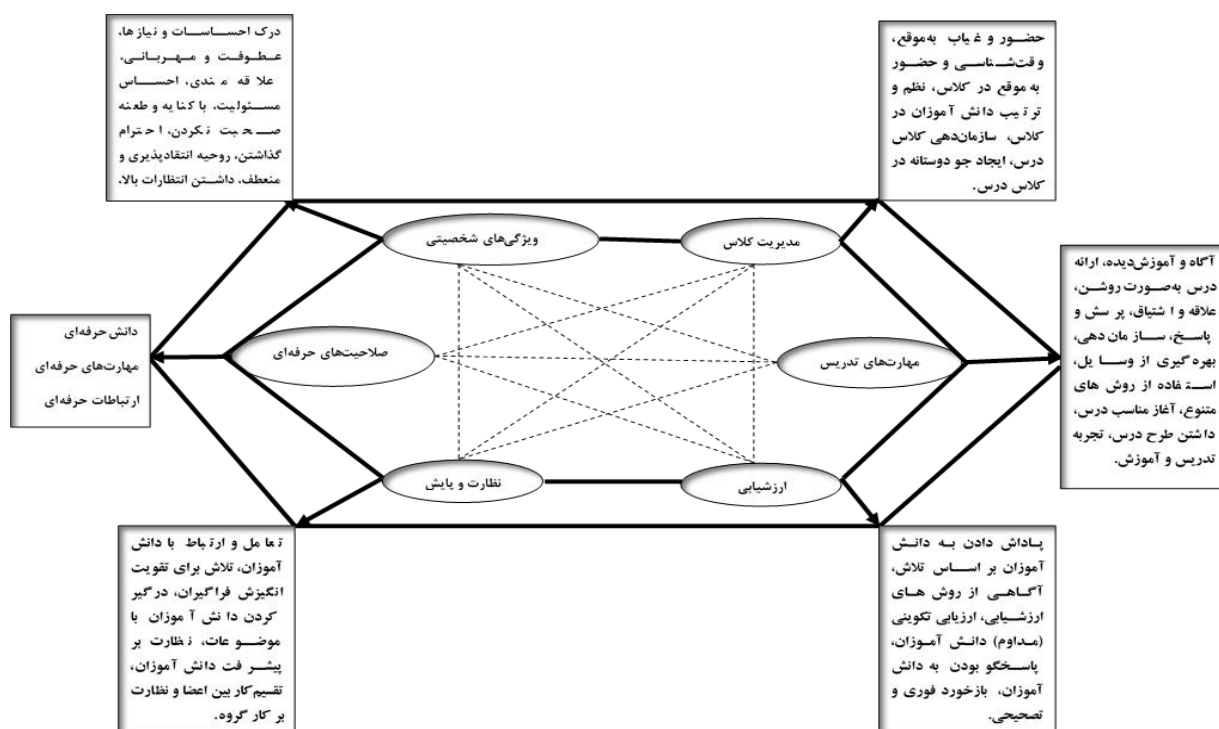 حضور و غیاب به‌موقع،
وقت‌شناسی و حضور
به موقع در کلاس، نظم و
ترتیب دانش آموزان در
کلاس، سازمان‌دهی کلاس
درس، ایجاد جو دوستانه در
کلاس درس.
درک احساسات و نیازها،
عطوفت و مهربانی،
علاقه مندی، احساس
مسئولیت، با کنایه و طعنه
صحبت نکردن، احترام
گذاشتن، روحیه انتقادپذیری و
منعطف، داشتن انتظارات بالا،
مدیریت کلاس
ویژگی‌های شخصیتی
آگاه و آموزش‌دیده، ارائه
درس به‌صورت روشن،
علاقه و اشتیاق، پرسش و
پاسخ، سازمان دهی،
بهره گیری از وسایل،
استفاده از روش های
متنوع، آغاز مناسب درس،
داشتن طرح درس، تجربه
تدریس و آموزش.
مهارت‌های تدریس
صلاحیت‌های حرفه‌ای
دانش حرفه‌ای
مهارت‌های حرفه‌ای
ارتباطات حرفه‌ای
ارزشیابی
نظارت و پایش
پاداش دادن به دانش
آموزان بر اساس تلاش،
آگاهی از روش های
ارزشیابی، ارزیابی تکوینی
(مداوم) دانش آموزان،
پاسخگو بودن به دانش
آموزان، بازخورد فوری و
تصحیحی.
تعامل و ارتباط با دانش
آموزان، تلاش برای تقویت
انگیزش فراگیران، درگیر
کردن دانش آموزان با
موضوعات، نظارت بر
پیشرفت دانش آموزان،
تقسیم‌کار بین اعضا و نظارت
بر کار گروه.